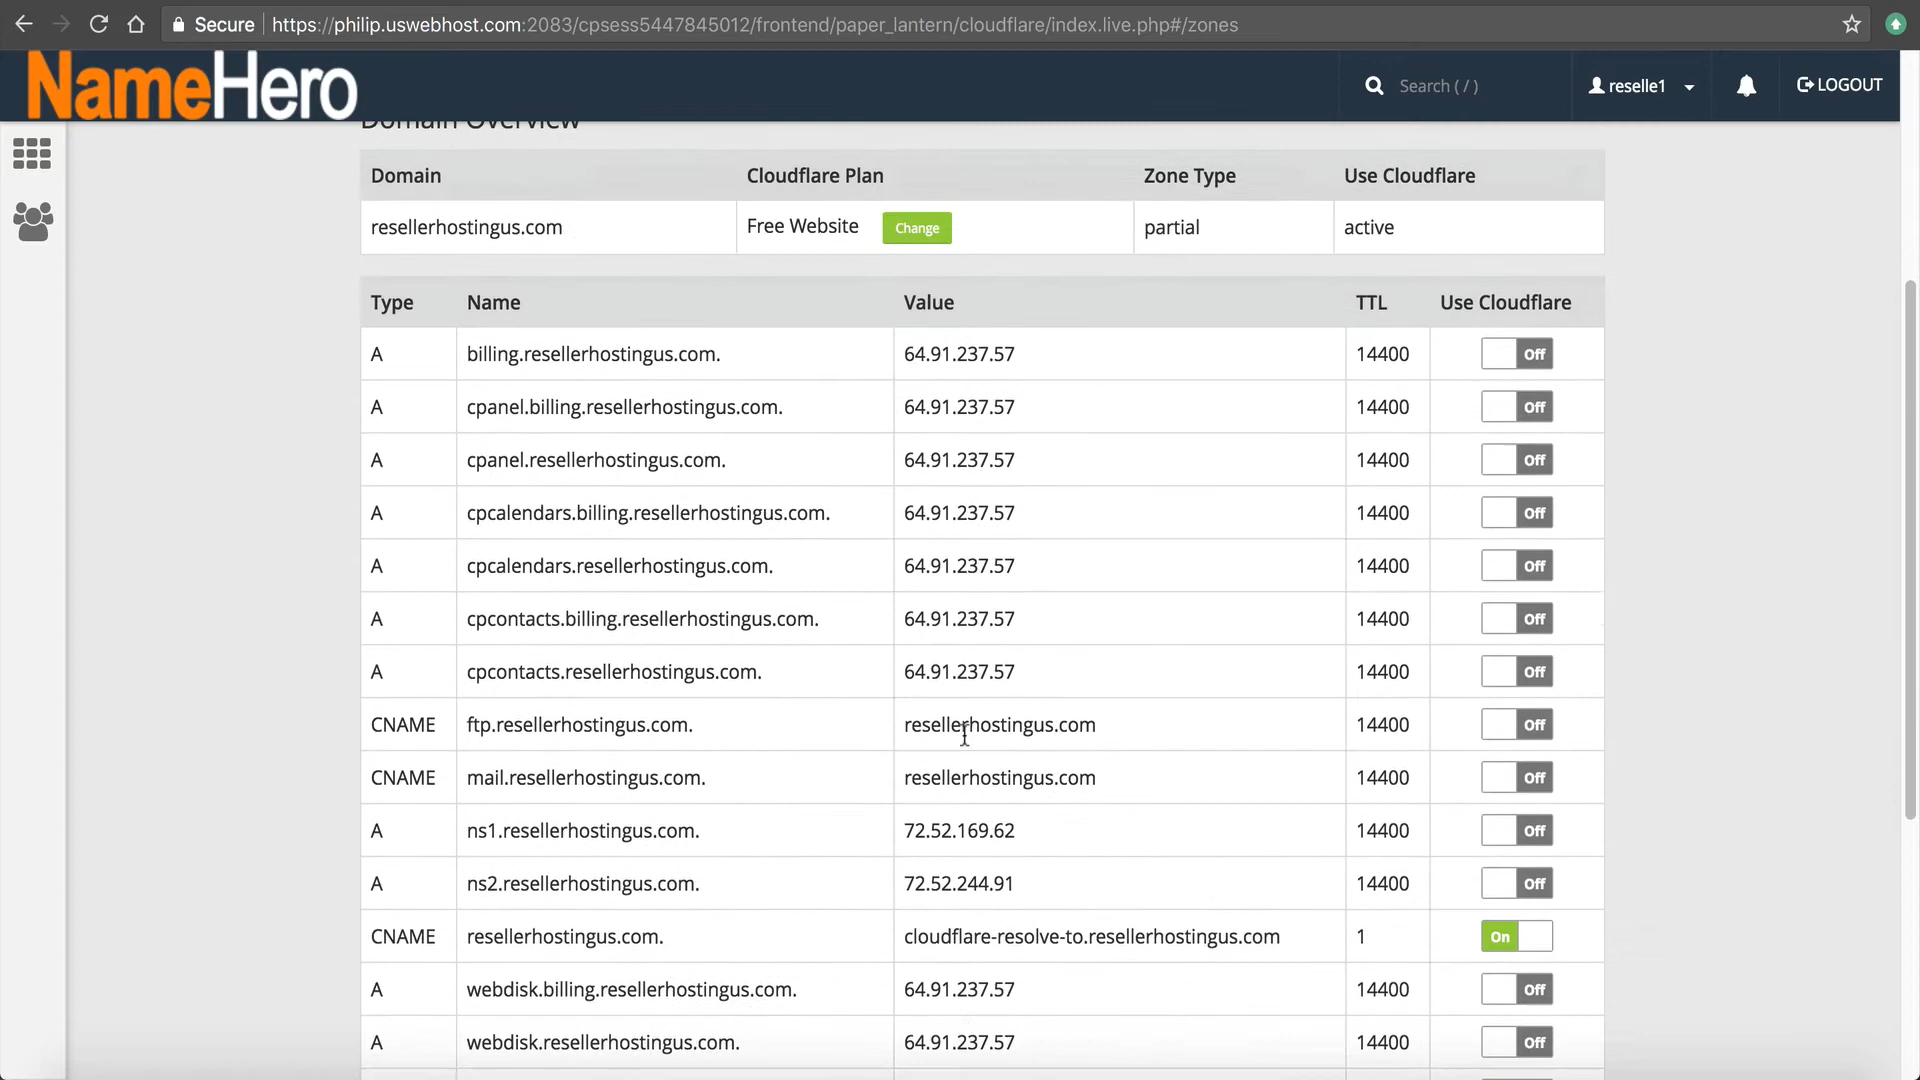 Secure https://philip.uswebhost.com:2083/cpsess5447845012/frontend/paper_lantern/cloudflare/index.live.php#/zones
NameHero Search ( / ) reselle1 LOGOUT
Domain Overview
Domain Cloudflare Plan Zone Type Use Cloudflare
resellerhostingus.com Free Website Change partial active
Type Name Value TTL Use Cloudflare
A billing.resellerhostingus.com. 64.91.237.57 14400 Off
A cpanel.billing.resellerhostingus.com. 64.91.237.57 14400 Off
A cpanel.resellerhostingus.com. 64.91.237.57 14400 Off
A cpcalendars.billing.resellerhostingus.com. 64.91.237.57 14400 Off
A cpcalendars.resellerhostingus.com. 64.91.237.57 14400 Off
A cpcontacts.billing.resellerhostingus.com. 64.91.237.57 14400 Off
A cpcontacts.resellerhostingus.com. 64.91.237.57 14400 Off
CNAME ftp.resellerhostingus.com. resellerhostingus.com 14400 Off
CNAME mail.resellerhostingus.com. resellerhostingus.com 14400 Off
A ns1.resellerhostingus.com. 72.52.169.62 14400 Off
A ns2.resellerhostingus.com. 72.52.244.91 14400 Off
CNAME resellerhostingus.com. cloudflare-resolve-to.resellerhostingus.com 1 On
A webdisk.billing.resellerhostingus.com. 64.91.237.57 14400 Off
A webdisk.resellerhostingus.com. 64.91.237.57 14400 Off